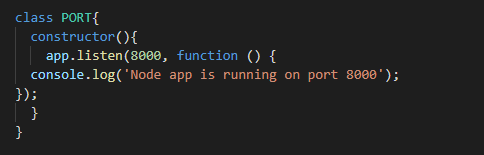 class PORT{
  constructor(){
    app.listen(8000, function () {
  console.log('Node app is running on port 8000');
});
  }
}